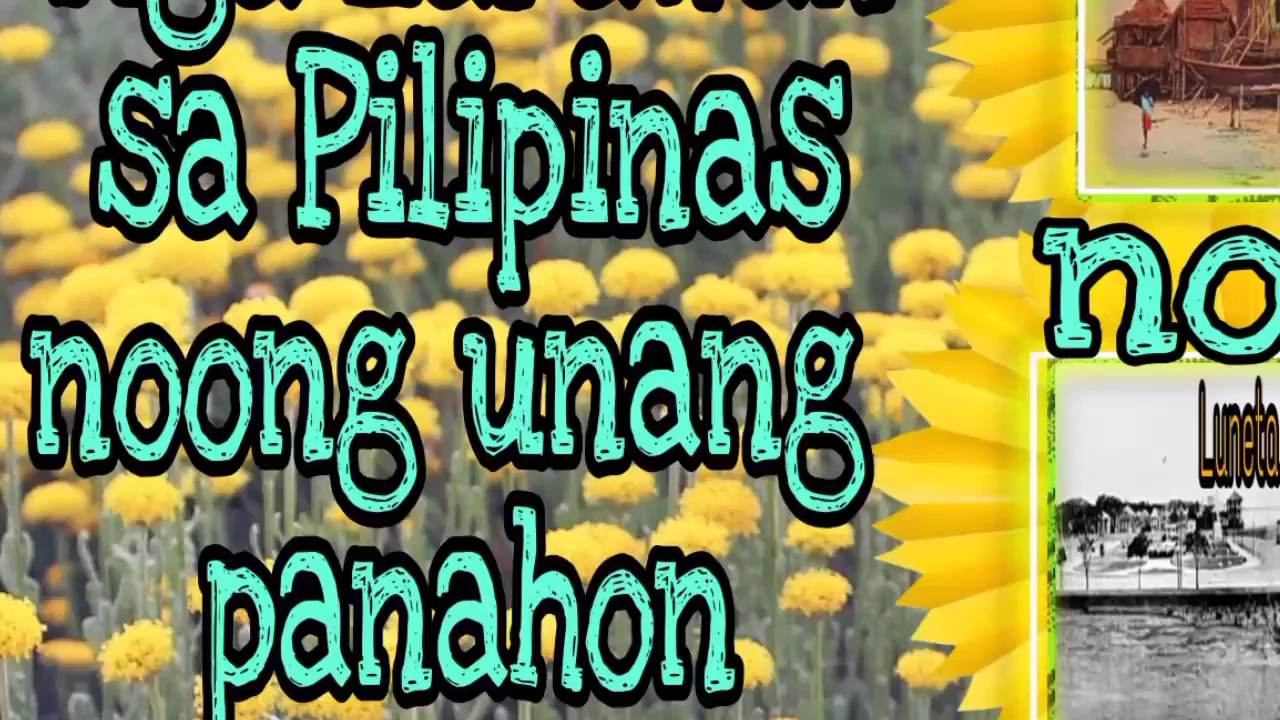 sa Pilipinas
noong unang
panahon
no
Luneta